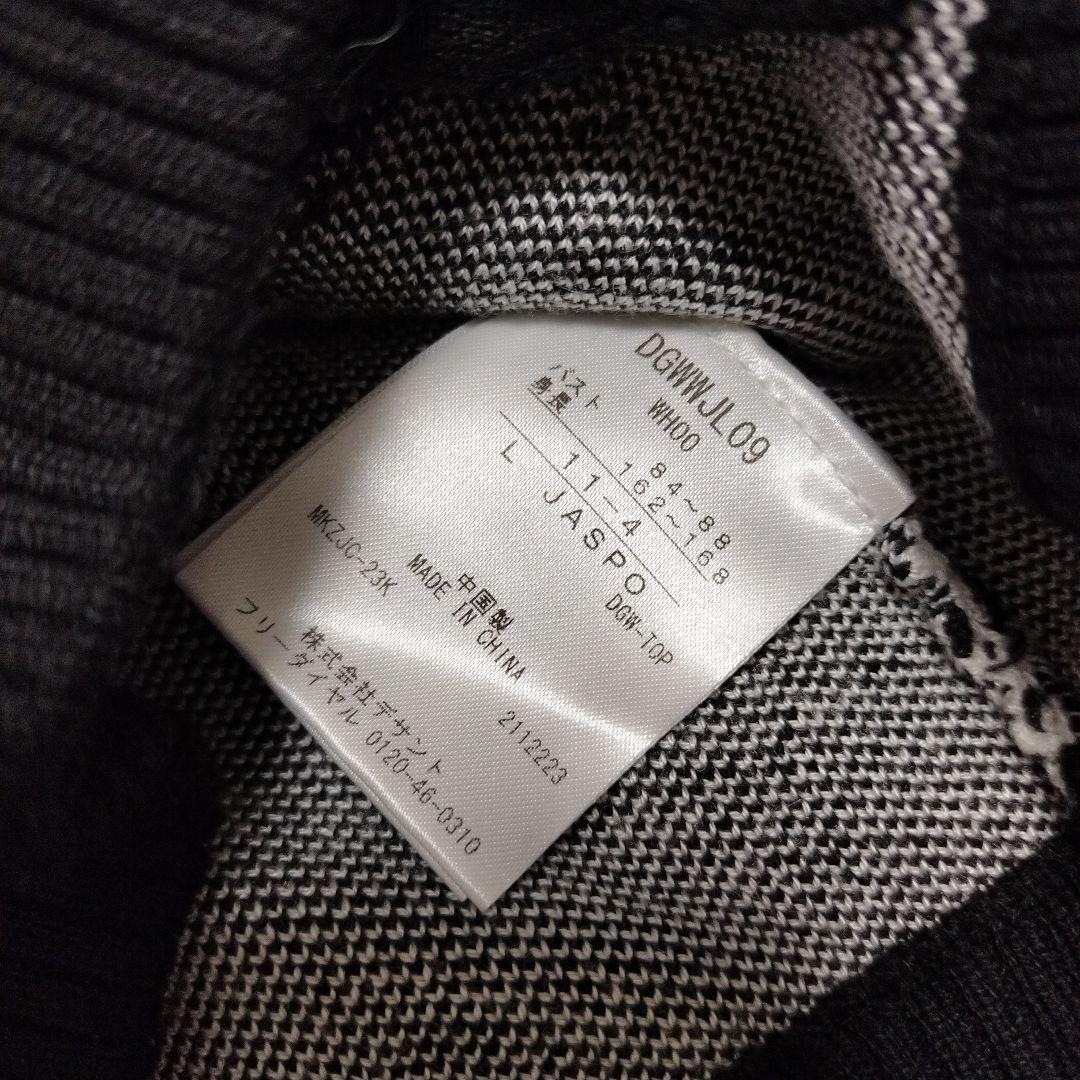 DGWWJL09
WH00
バスト 84～88
身長 162～168
L 11-4
JASPO
DGW-TOP
中国製
MADE IN CHINA
MKZJC-23K
2112223
株式会社デサント
フリーダイヤル 0120-46-0310